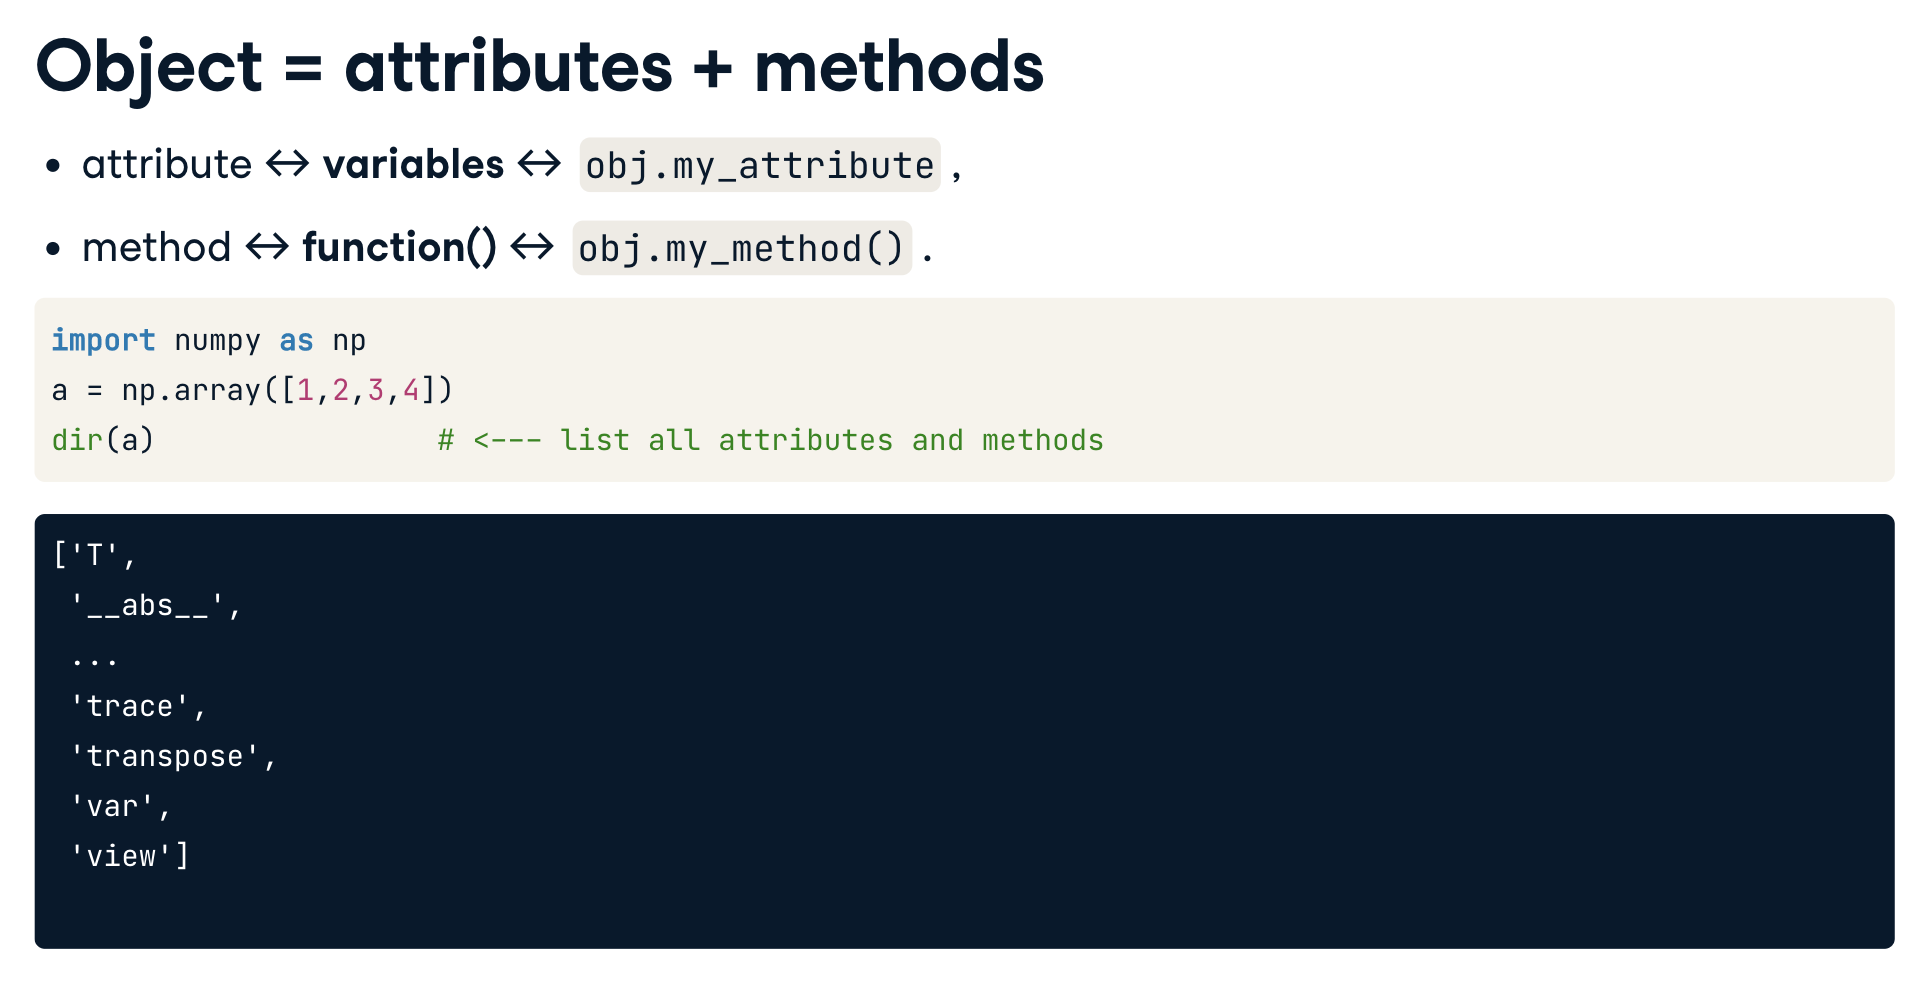 Object = attributes + methods
• attribute ↔ variables ↔ obj.my_attribute ,
• method ↔ function() ↔ obj.my_method() .
import numpy as np
a = np.array([1,2,3,4])
dir(a)                # <--- list all attributes and methods
['T',
 '__abs__',
 ...
 'trace',
 'transpose',
 'var',
 'view']